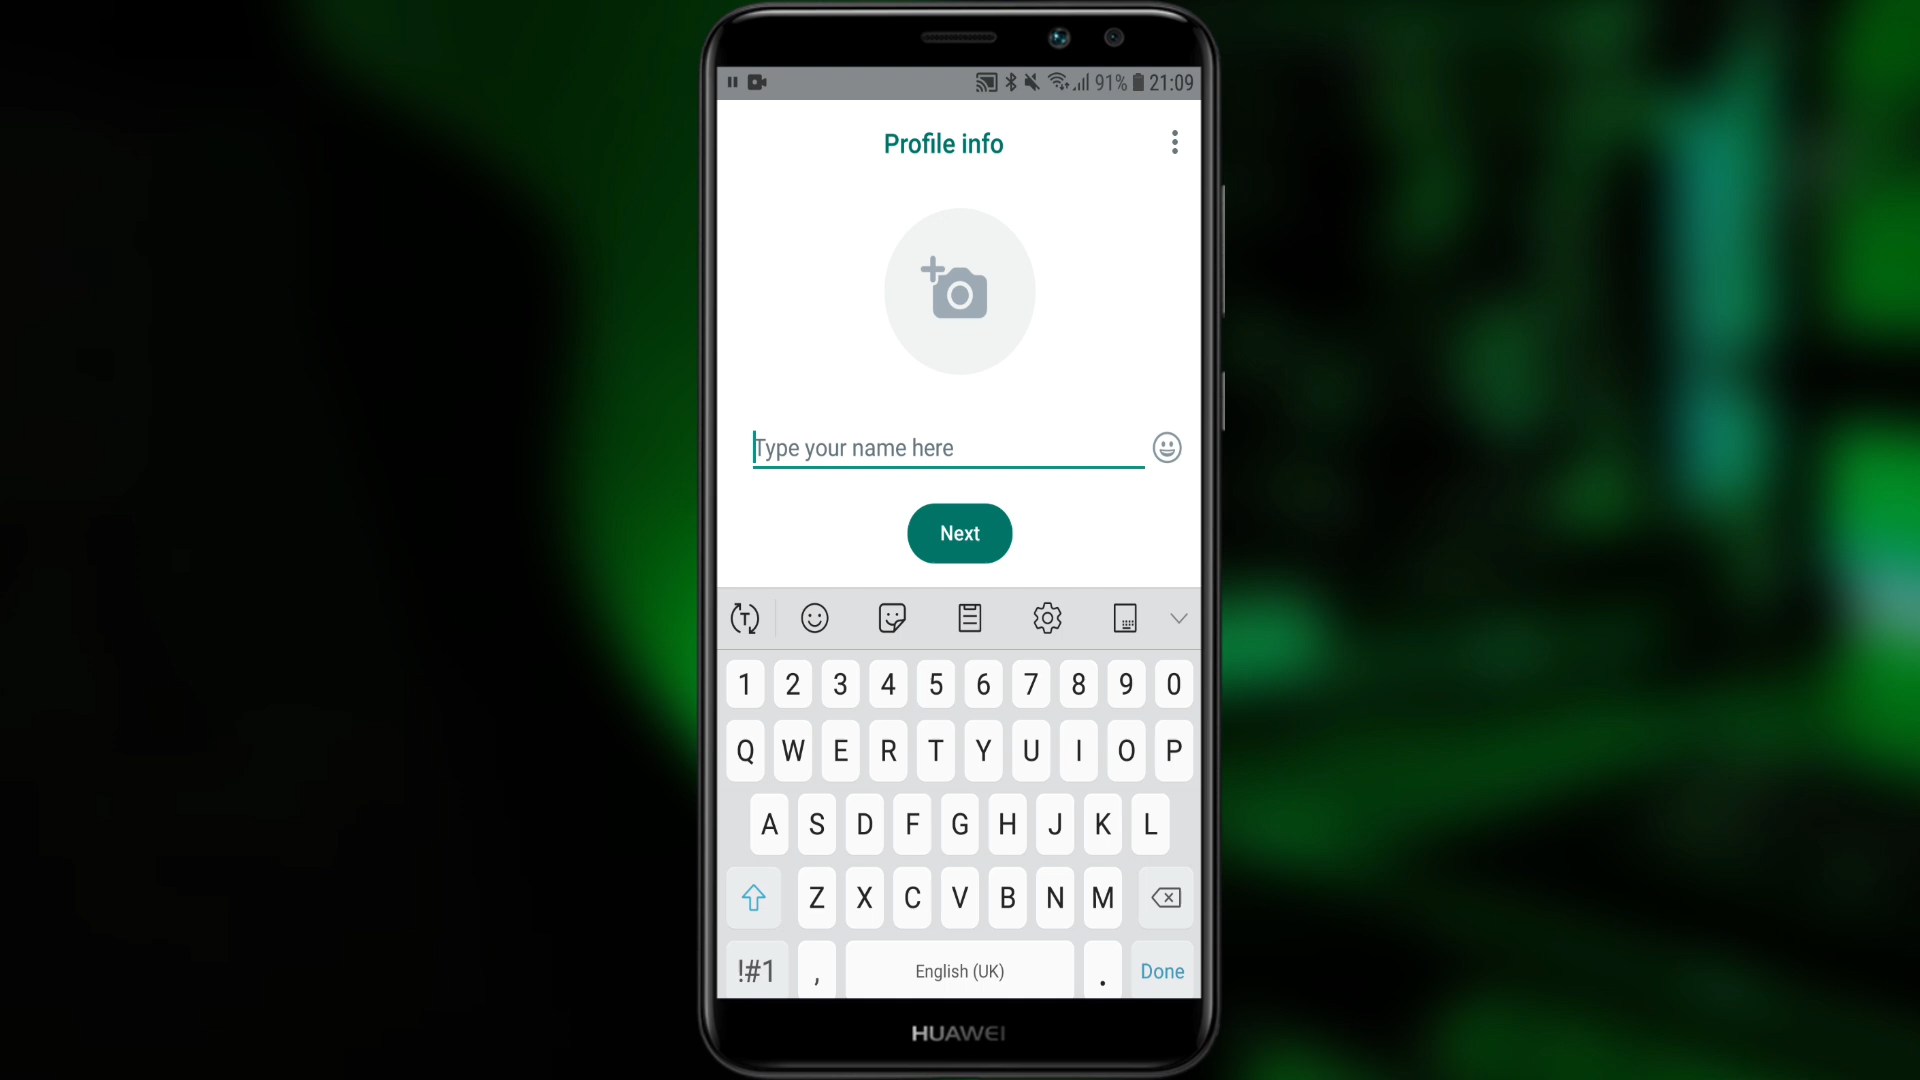 91% 21:09
Profile info
Type your name here
Next
1 2 3 4 5 6 7 8 9 0
Q W E R T Y U I O P
A S D F G H J K L
Z X C V B N M
!#1 , English (UK) . Done
HUAWEI